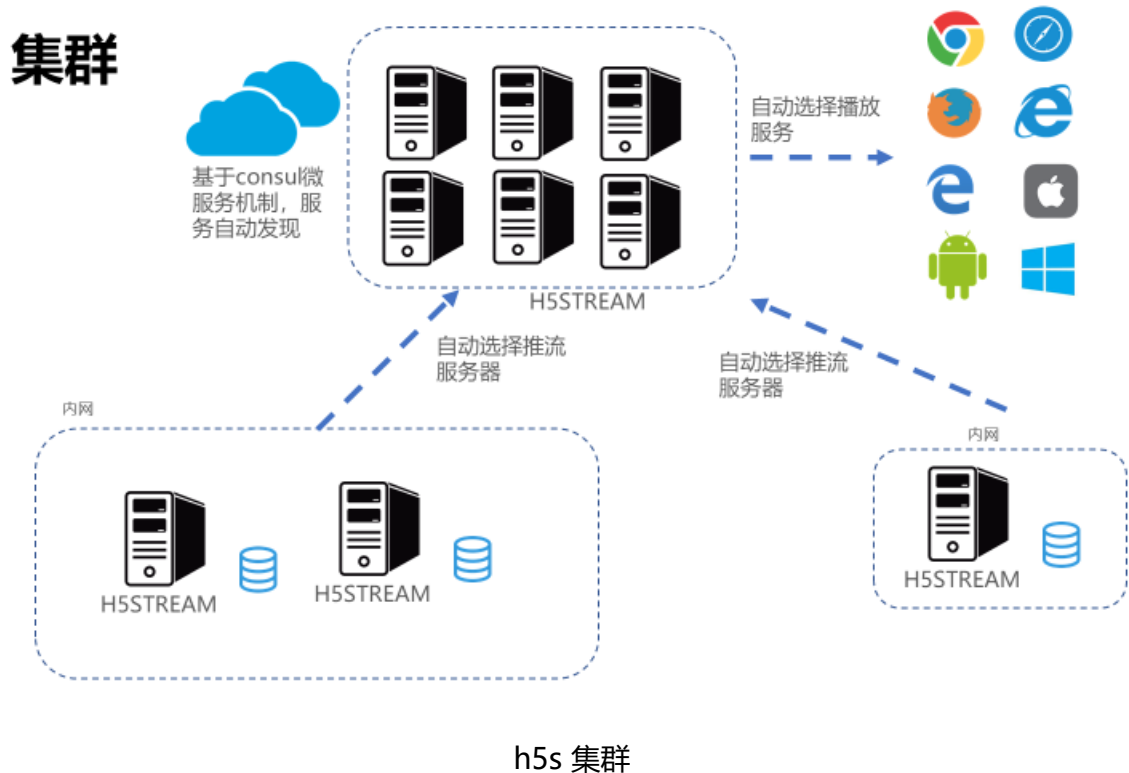 集群
自动选择播放
服务
基于consul微
服务机制，服
务自动发现
H5STREAM
自动选择推流
服务器
自动选择推流
服务器
内网
内网
H5STREAM
H5STREAM
H5STREAM
h5s 集群